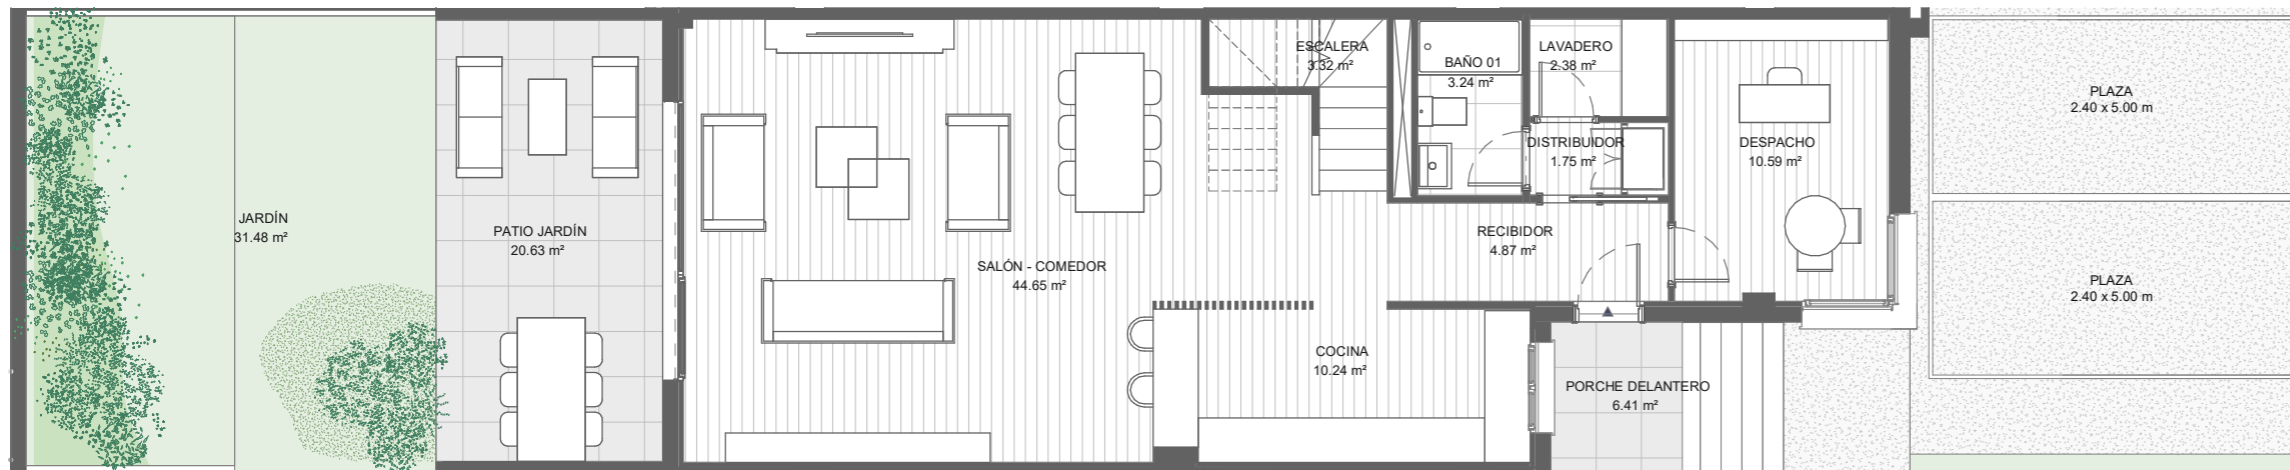 JARDÍN
31.48 m²
PATIO JARDÍN
20.63 m²
SALÓN - COMEDOR
44.65 m²
ESCALERA
3.32 m²
BAÑO 01
3.24 m²
LAVADERO
2.38 m²
DISTRIBUIDOR
1.75 m²
DESPACHO
10.59 m²
RECIBIDOR
4.87 m²
COCINA
10.24 m²
PORCHE DELANTERO
6.41 m²
PLAZA
2.40 x 5.00 m
PLAZA
2.40 x 5.00 m